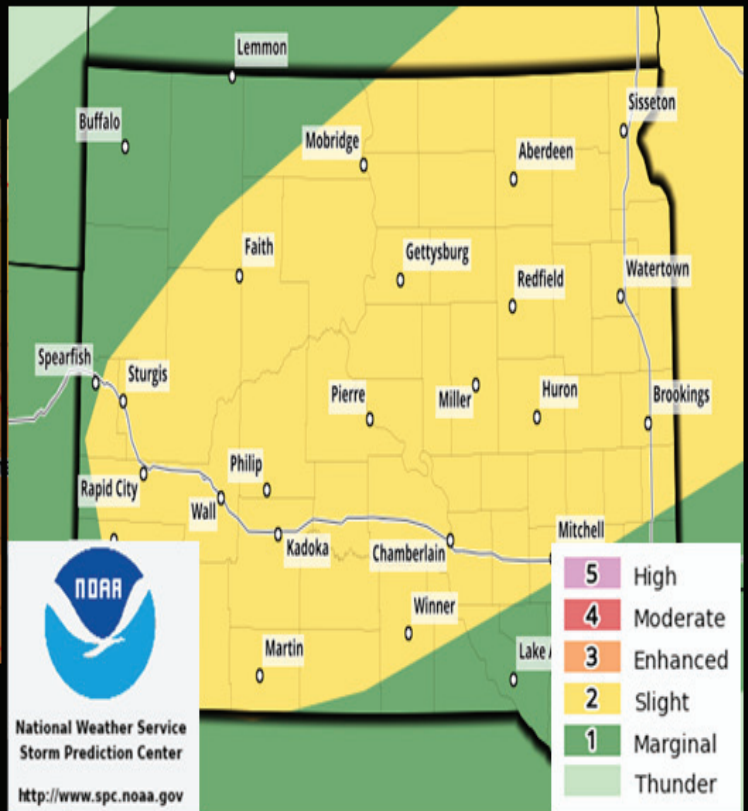 Lemmon
Buffalo
Sisseton
Mobridge
Aberdeen
Faith
Gettysburg
Redfield
Watertown
Spearfish
Sturgis
Pierre
Miller
Huron
Brookings
Philip
Rapid City
Wall
Kadoka
Chamberlain
Mitchell
Winner
Martin
Lake
NOAA
National Weather Service
Storm Prediction Center
http://www.spc.noaa.gov
5 High
4 Moderate
3 Enhanced
2 Slight
1 Marginal
Thunder